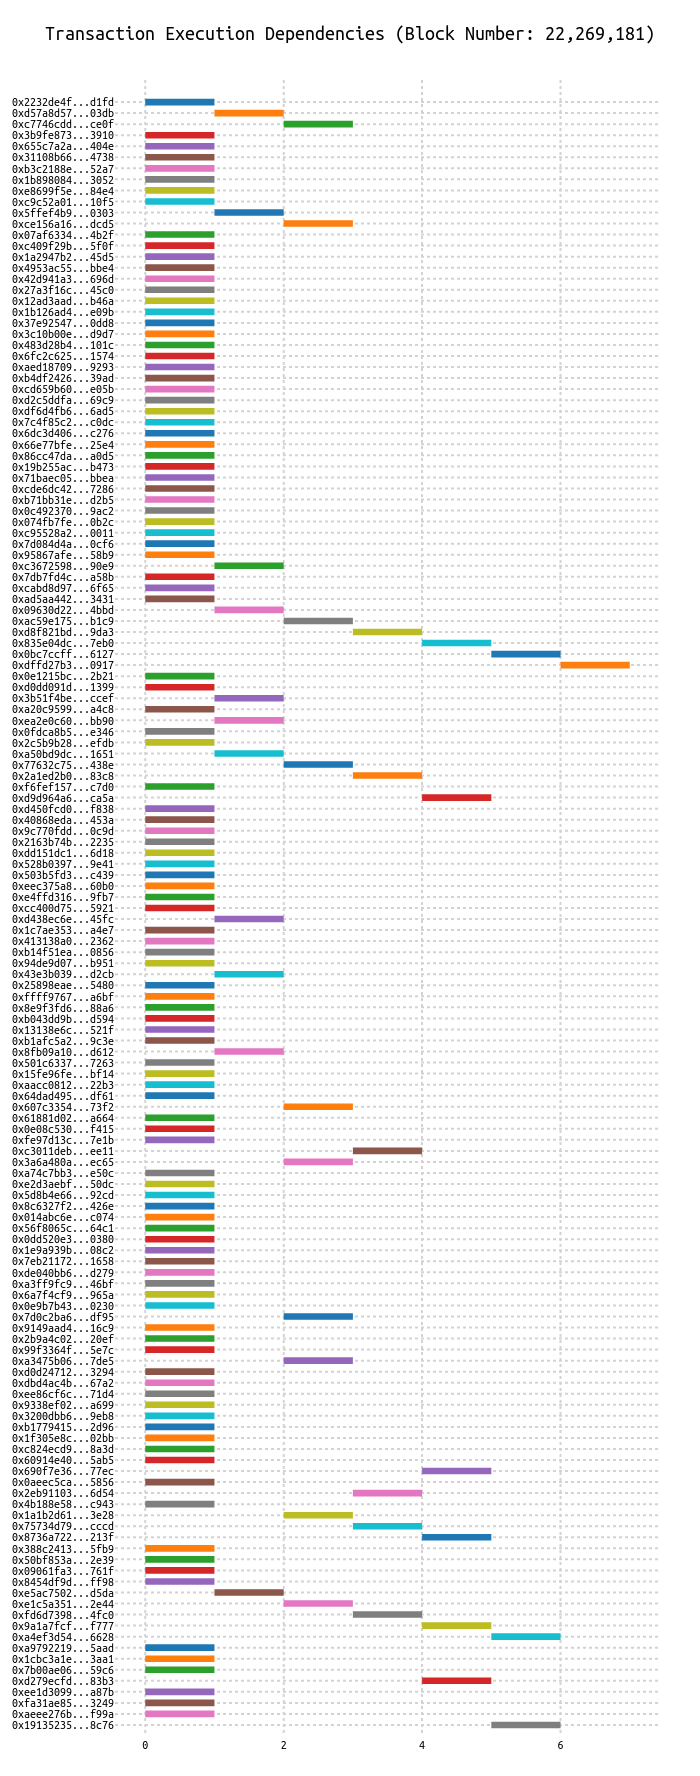 Transaction Execution Dependencies (Block Number: 22,269,181)
0x2232de4f...d1fd
0xd57a8d57...03db
0xc7746cdd...ce0f
0x3b9fe873...3910
0x655c7a2a...404e
0x31108b66...4738
0xb3c2188e...52a7
0x1b898084...3052
0xe8699f5e...84e4
0xc9c52a01...10f5
0x5ffef4b9...0303
0xce156a16...dcd5
0x07af6334...4b2f
0xc409f29b...5f0f
0x1a2947b2...45d5
0x4953ac55...bbe4
0x42d941a3...696d
0x27a3f16c...45c0
0x12ad3aad...b46a
0x1b126ad4...e09b
0x37e92547...0dd8
0x3c10b00e...d9d7
0x483d28b4...101c
0x6fc2c625...1574
0xaed18709...9293
0xb4df2426...39ad
0xcd659b60...e05b
0xd2c5ddfa...69c9
0xdf6d4fb6...6ad5
0x7c4f85c2...c0dc
0x6dc3d406...c276
0x66e77bfe...25e4
0x86cc47da...a0d5
0x19b255ac...b473
0x71baec05...bbea
0xcde6dc42...7286
0xb71bb31e...d2b5
0x0c492370...9ac2
0x074fb7fe...0b2c
0xc95528a2...0011
0x7d084d4a...0cf6
0x95867afe...58b9
0xc3672598...90e9
0x7db7fd4c...a58b
0xcabd8d97...6f65
0xad5aa442...3431
0x09630d22...4bbd
0xac59e175...b1c9
0xd8f821bd...9da3
0x835e04dc...7eb0
0x0bc7ccff...6127
0xdffd27b3...0917
0x0e1215bc...2b21
0xd0dd091d...1399
0x3b51f4be...ccef
0xa20c9599...a4c8
0xea2e0c60...bb90
0x0fdca8b5...e346
0x2c5b9b28...efdb
0xa50bd9dc...1651
0x77632c75...438e
0x2a1ed2b0...83c8
0xf6fef157...c7d0
0xd9d964a6...ca5a
0xd450fcd0...f838
0x40868eda...453a
0x9c770fdd...0c9d
0x2163b74b...2235
0xdd151dc1...6d18
0x528b0397...9e41
0x503b5fd3...c439
0xeec375a8...60b0
0xe4ffd316...9fb7
0xcc400d75...5921
0xd438ec6e...45fc
0x1c7ae353...a4e7
0x413138a0...2362
0xb14f51ea...0856
0x94de9d07...b951
0x43e3b039...d2cb
0x25898eae...5480
0xffff9767...a6bf
0x8e9f3fd6...88a6
0xb043dd9b...d594
0x13138e6c...521f
0xb1afc5a2...9c3e
0x8fb09a10...d612
0x501c6337...7263
0x15fe96fe...bf14
0xaacc0812...22b3
0x64dad495...df61
0x607c3354...73f2
0x61881d02...a664
0x0e08c530...f415
0xfe97d13c...7e1b
0xc3011deb...ee11
0x3a6a480a...ec65
0xa74c7bb3...e50c
0xe2d3aebf...50dc
0x5d8b4e66...92cd
0x8c6327f2...426e
0x014abc6e...c074
0x56f8065c...64c1
0x0dd520e3...0380
0x1e9a939b...08c2
0x7eb21172...1658
0xde040bb6...d279
0xa3ff9fc9...46bf
0x6a7f4cf9...965a
0x0e9b7b43...0230
0x7d0c2ba6...df95
0x9149aad4...16c9
0x2b9a4c02...20ef
0x99f3364f...5e7c
0xa3475b06...7de5
0xd0d24712...3294
0xdbd4ac4b...67a2
0xee86cf6c...71d4
0x9338ef02...a699
0x3200dbb6...9eb8
0xb1779415...2d96
0x1f305e8c...02bb
0xc824ecd9...8a3d
0x60914e40...5ab5
0x690f7e36...77ec
0x0aeec5ca...5856
0x2eb91103...6d54
0x4b188e58...c943
0x1a1b2d61...3e28
0x75734d79...cccd
0x8736a722...213f
0x388c2413...5fb9
0x50bf853a...2e39
0x09061fa3...761f
0x8454df9d...ff98
0xe5ac7502...d5da
0xe1c5a351...2e44
0xfd6d7398...4fc0
0x9a1a7fcf...f777
0xa4ef3d54...6628
0xa9792219...5aad
0x1cbc3a1e...3aa1
0x7b00ae06...59c6
0xd279ecfd...83b3
0xee1d3099...a87b
0xfa31ae85...3249
0xaeee276b...f99a
0x19135235...8c76
0 2 4 6